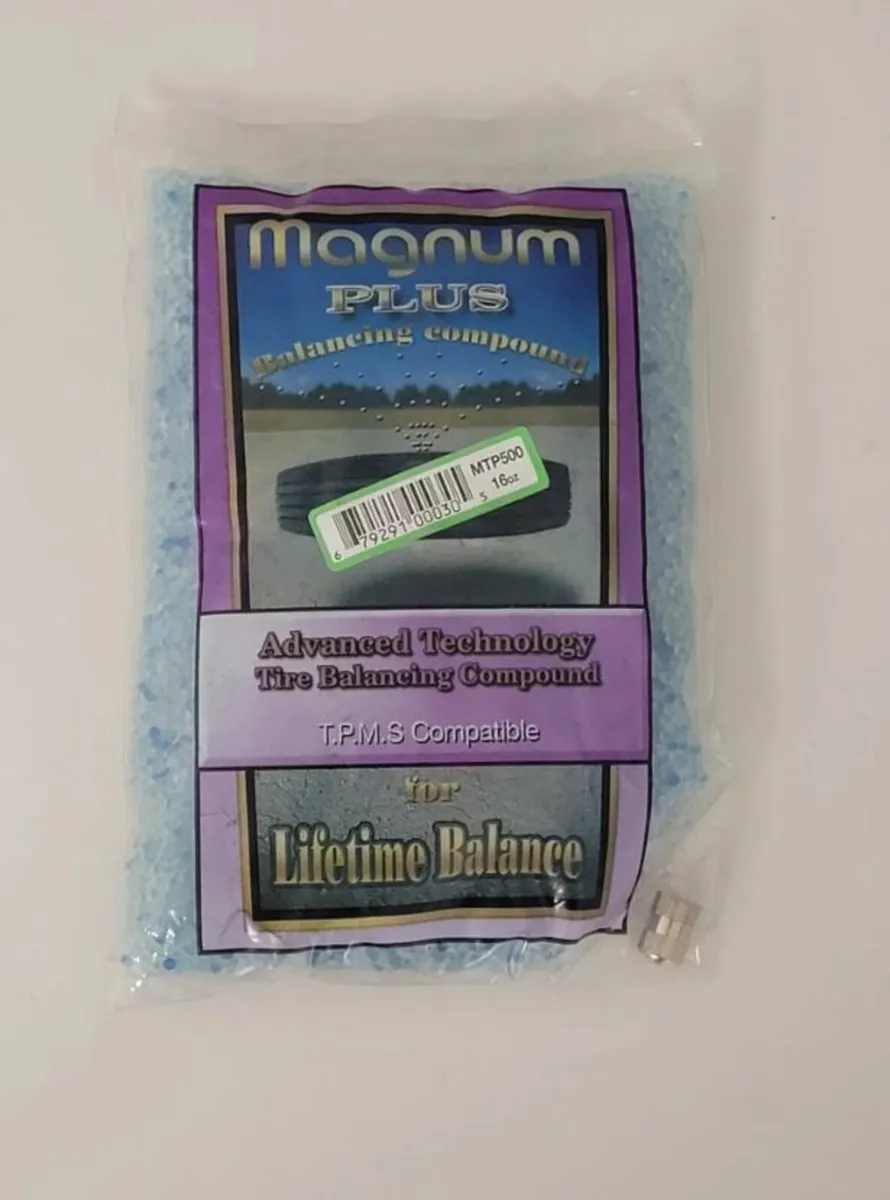 Magnum
PLUS
Balancing compound
MTP500
16oz
6 79291 00030 5
Advanced Technology
Tire Balancing Compound
T.P.M.S Compatible
for
Lifetime Balance